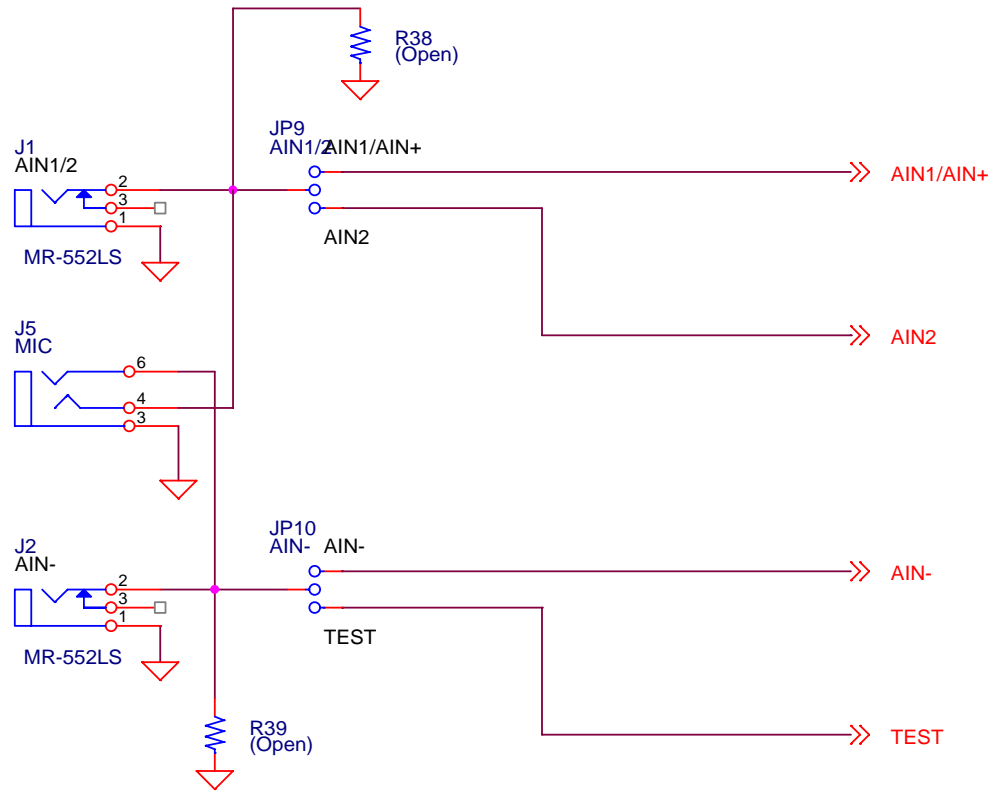 R38
(Open)
JP9
AIN1/2
AIN1/AIN+
J1
AIN1/2
2
3
1
AIN1/AIN+
AIN2
MR-552LS
J5
MIC
AIN2
6
4
3
JP10
AIN-
AIN-
J2
AIN-
AIN-
2
3
1
TEST
MR-552LS
R39
(Open)
TEST